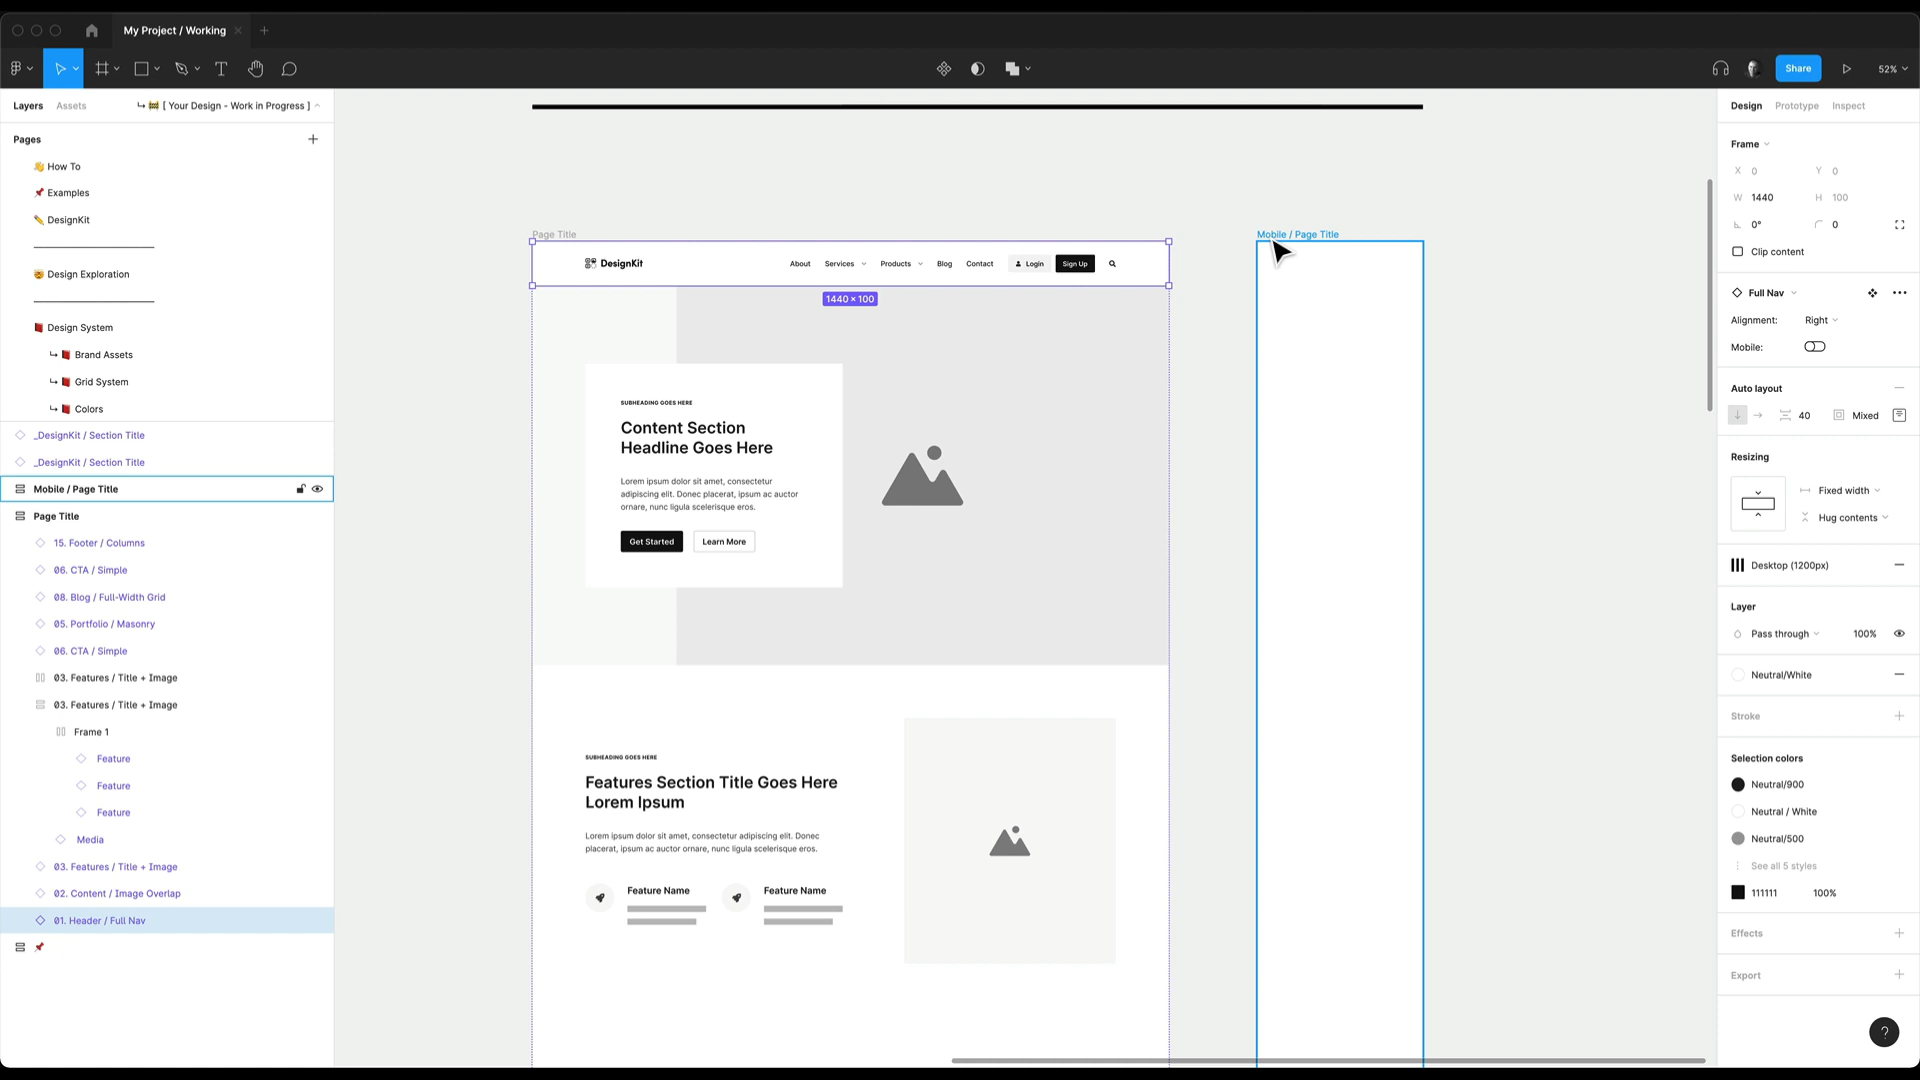 My Project / Working
Share
52%
Layers
Assets
[ Your Design - Work in Progress ]
Pages
How To
Examples
DesignKit
Design Exploration
Design System
Brand Assets
Grid System
Colors
_DesignKit / Section Title
_DesignKit / Section Title
Mobile / Page Title
Page Title
15. Footer / Columns
06. CTA / Simple
08. Blog / Full-Width Grid
05. Portfolio / Masonry
06. CTA / Simple
03. Features / Title + Image
03. Features / Title + Image
Frame 1
Feature
Feature
Feature
Media
03. Features / Title + Image
02. Content / Image Overlap
01. Header / Full Nav
Page Title
DesignKit
About
Services
Products
Blog
Contact
Login
Sign Up
1440 × 100
SUBHEADING GOES HERE
Content Section
Headline Goes Here
Lorem ipsum dolor sit amet, consectetur
adipiscing elit. Donec placerat, ipsum ac auctor
ornare, nunc ligula scelerisque eros.
Get Started
Learn More
SUBHEADING GOES HERE
Features Section Title Goes Here
Lorem Ipsum
Lorem ipsum dolor sit amet, consectetur adipiscing elit. Donec
placerat, ipsum ac auctor ornare, nunc ligula scelerisque eros.
Feature Name
Feature Name
Mobile / Page Title
Design
Prototype
Inspect
Frame
X 0
Y 0
W 1440
H 100
0°
0
Clip content
Full Nav
Alignment:
Right
Mobile:
Auto layout
40
Mixed
Resizing
Fixed width
Hug contents
Desktop (1200px)
Layer
Pass through
100%
Neutral/White
Stroke
Selection colors
Neutral/900
Neutral / White
Neutral/500
See all 5 styles
111111
100%
Effects
Export
?